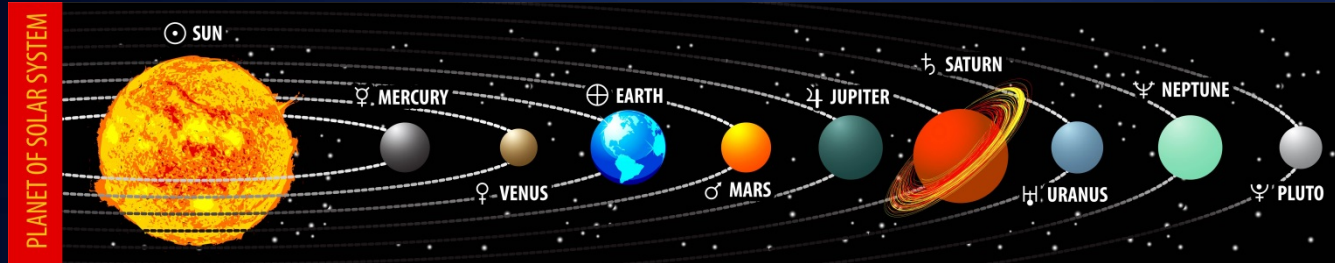 PLANET OF SOLAR SYSTEM
☉ SUN
☿ MERCURY
♀ VENUS
⊕ EARTH
♂ MARS
♃ JUPITER
♄ SATURN
♅ URANUS
♆ NEPTUNE
♇ PLUTO